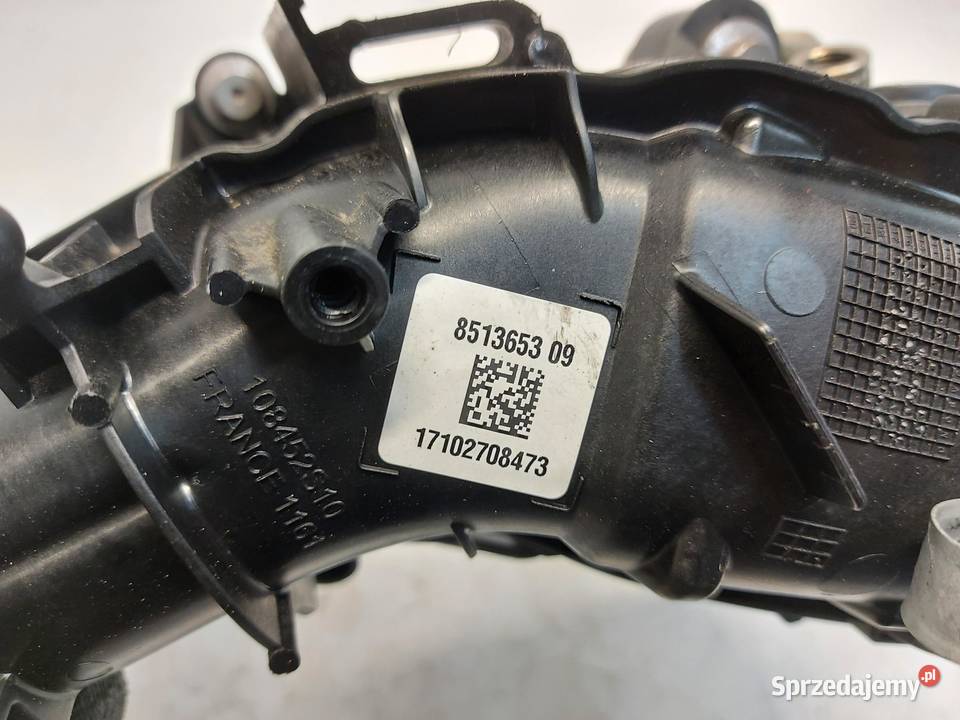 8513653 09
17102708473
108452S10
FRANCE 1161
Sprzedajemy.pl